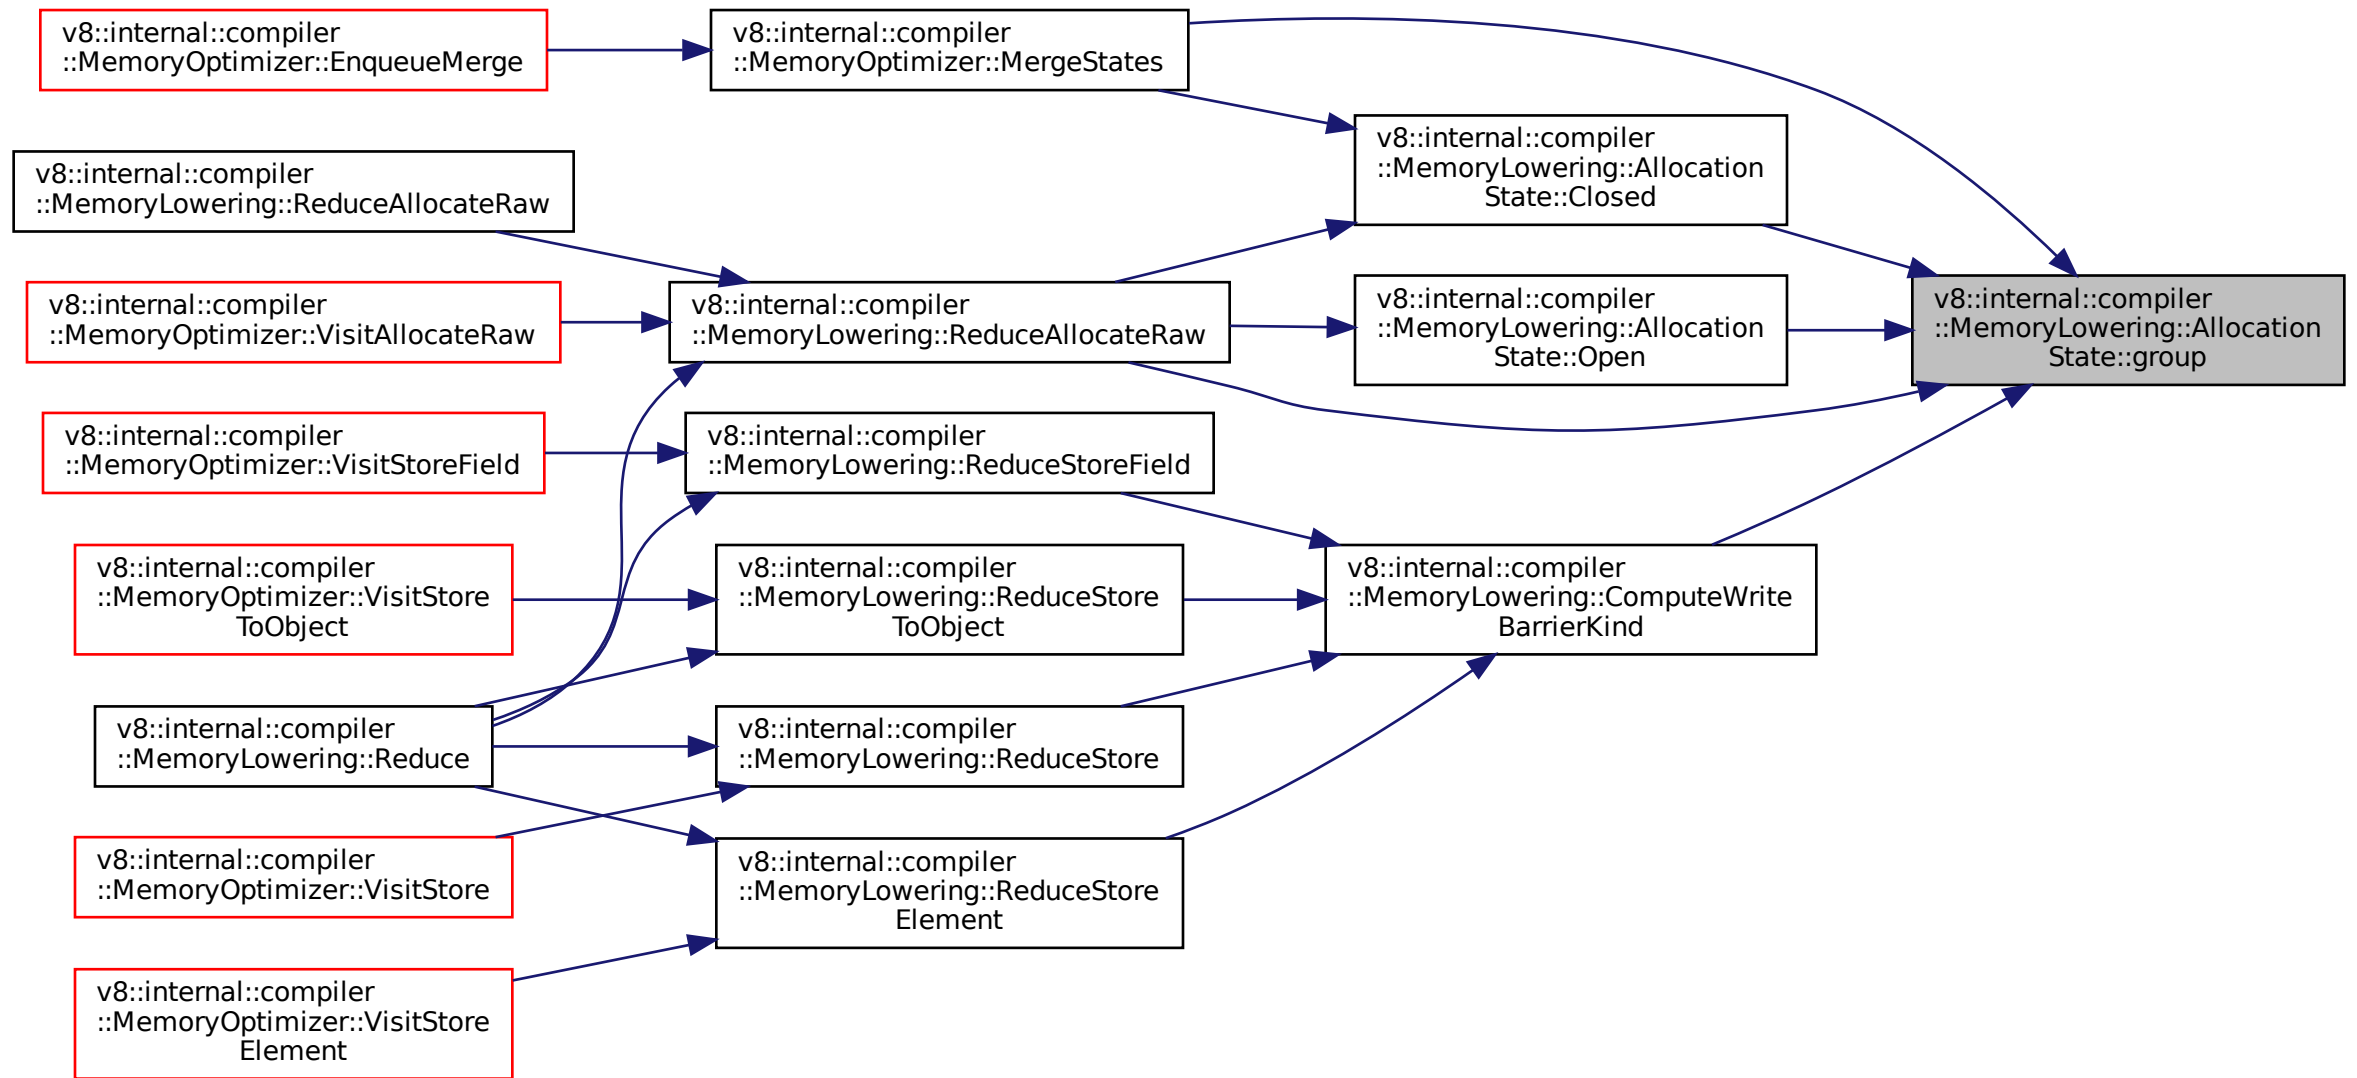 v8::internal::compiler
::MemoryOptimizer::EnqueueMerge
v8::internal::compiler
::MemoryOptimizer::MergeStates
v8::internal::compiler
::MemoryLowering::Allocation
State::Closed
v8::internal::compiler
::MemoryLowering::ReduceAllocateRaw
v8::internal::compiler
::MemoryOptimizer::VisitAllocateRaw
v8::internal::compiler
::MemoryLowering::ReduceAllocateRaw
v8::internal::compiler
::MemoryLowering::Allocation
State::Open
v8::internal::compiler
::MemoryLowering::Allocation
State::group
v8::internal::compiler
::MemoryOptimizer::VisitStoreField
v8::internal::compiler
::MemoryLowering::ReduceStoreField
v8::internal::compiler
::MemoryOptimizer::VisitStore
ToObject
v8::internal::compiler
::MemoryLowering::ReduceStore
ToObject
v8::internal::compiler
::MemoryLowering::ComputeWrite
BarrierKind
v8::internal::compiler
::MemoryLowering::Reduce
v8::internal::compiler
::MemoryLowering::ReduceStore
v8::internal::compiler
::MemoryOptimizer::VisitStore
v8::internal::compiler
::MemoryLowering::ReduceStore
Element
v8::internal::compiler
::MemoryOptimizer::VisitStore
Element